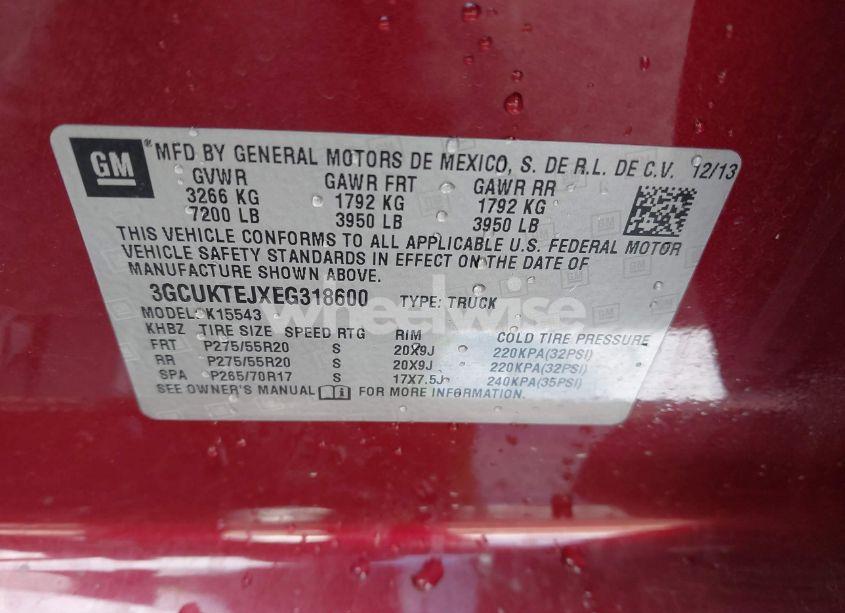 GM
® MFD BY GENERAL MOTORS DE MEXICO, S. DE R.L. DE C.V. 12/13
GVWR GAWR FRT GAWR RR
3266 KG 1792 KG 1792 KG
7200 LB 3950 LB 3950 LB
THIS VEHICLE CONFORMS TO ALL APPLICABLE U.S. FEDERAL MOTOR
VEHICLE SAFETY STANDARDS IN EFFECT ON THE DATE OF
MANUFACTURE SHOWN ABOVE.
3GCUKTEJXEG318600 TYPE: TRUCK
MODEL: K15543
KHBZ TIRE SIZE SPEED RTG RIM COLD TIRE PRESSURE
FRT P275/55R20 S 20X9J 220KPA(32PSI)
RR P275/55R20 S 20X9J 220KPA(32PSI)
SPA P265/70R17 S 17X7.5J 240KPA(35PSI)
SEE OWNER'S MANUAL FOR MORE INFORMATION.
wheelwise